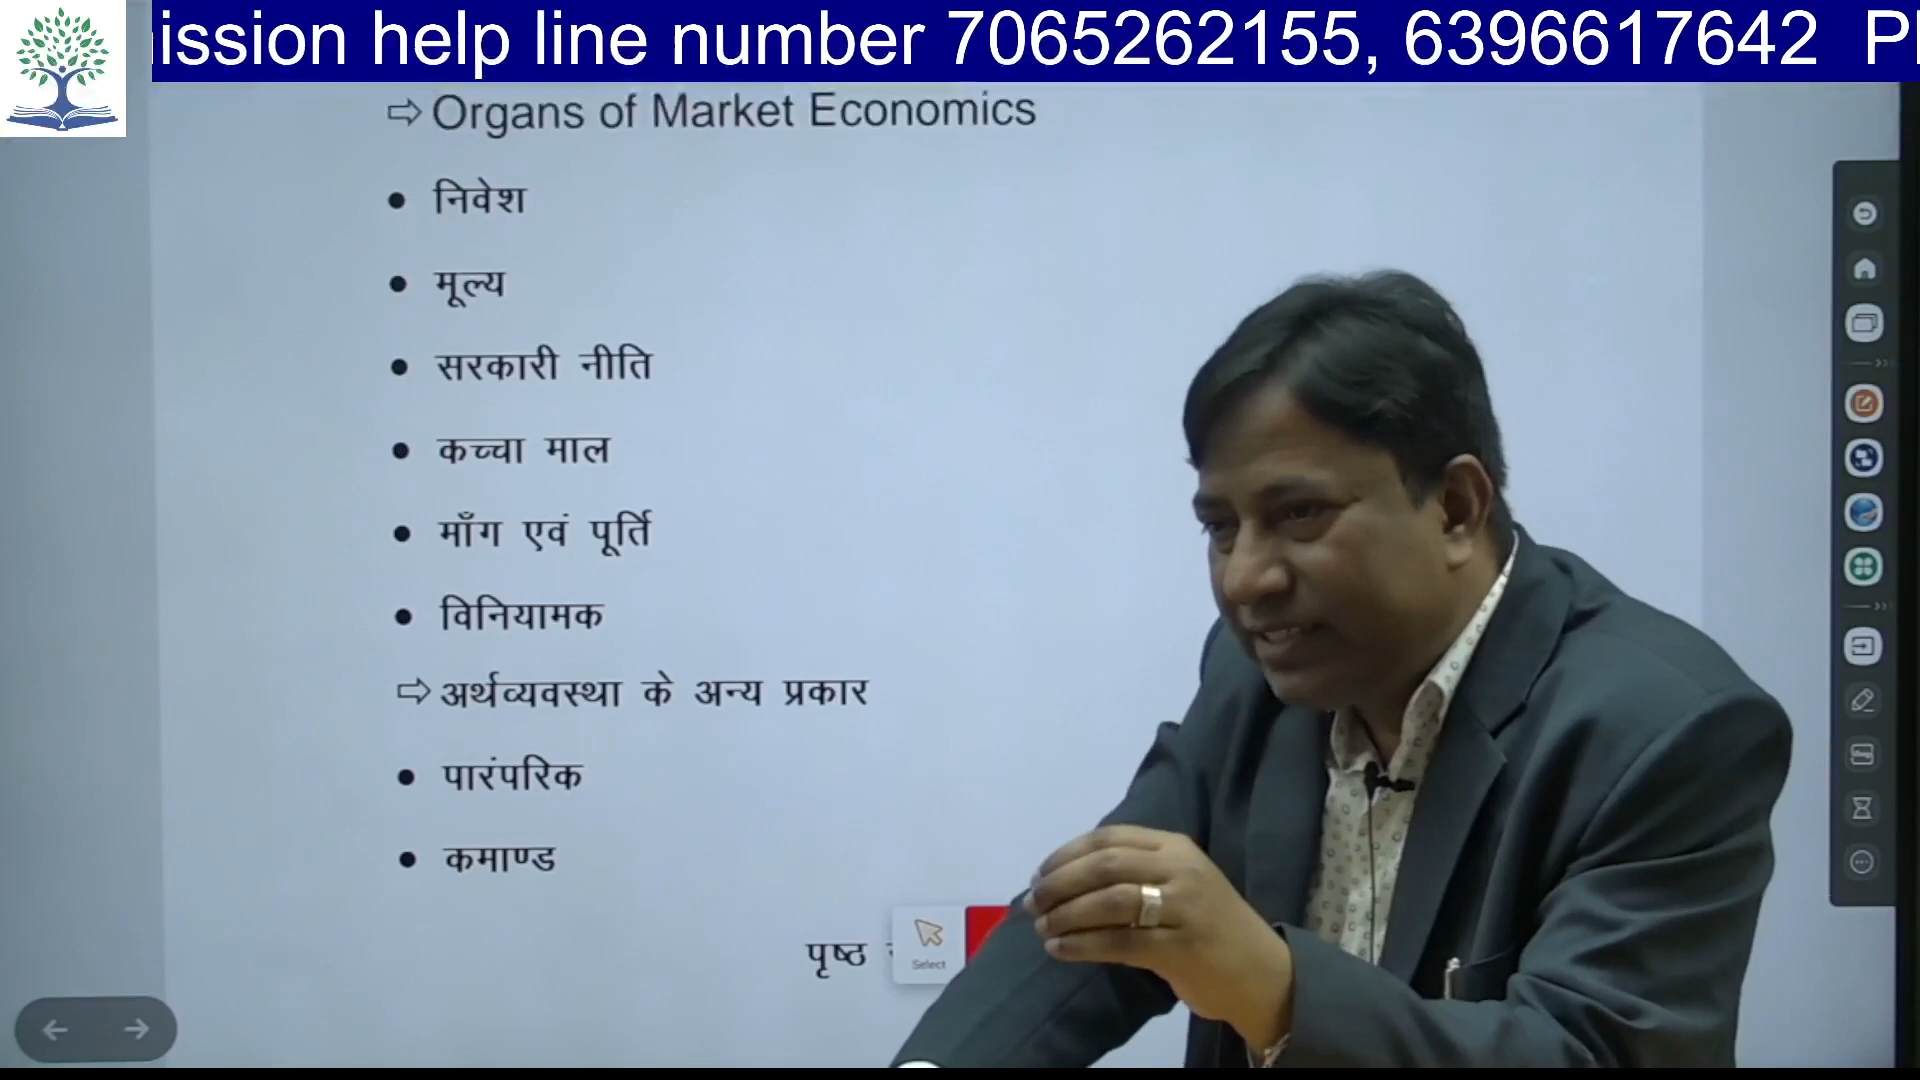 ission help line number 7065262155, 6396617642
⇨ Organs of Market Economics
• निवेश
• मूल्य
• सरकारी नीति
• कच्चा माल
• माँग एवं पूर्ति
• विनियामक
⇨ अर्थव्यवस्था के अन्य प्रकार
• पारंपरिक
• कमाण्ड
पृष्ठ
Select